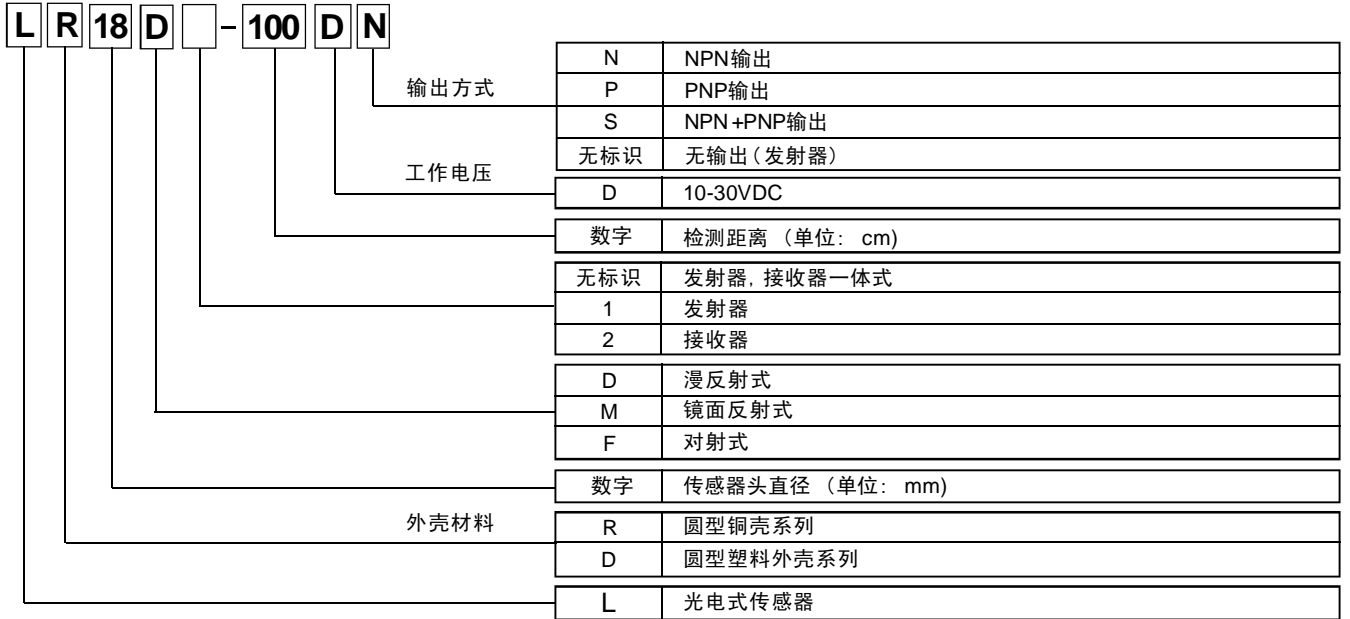 L R 18 D - 100 D N
N NPN输出
输出方式 P PNP输出
S NPN+PNP输出
无标识 无输出(发射器)
工作电压
D 10-30VDC
数字 检测距离 (单位: cm)
无标识 发射器, 接收器一体式
1 发射器
2 接收器
D 漫反射式
M 镜面反射式
F 对射式
数字 传感器头直径 (单位: mm)
外壳材料 R 圆型铜壳系列
D 圆型塑料外壳系列
L 光电式传感器